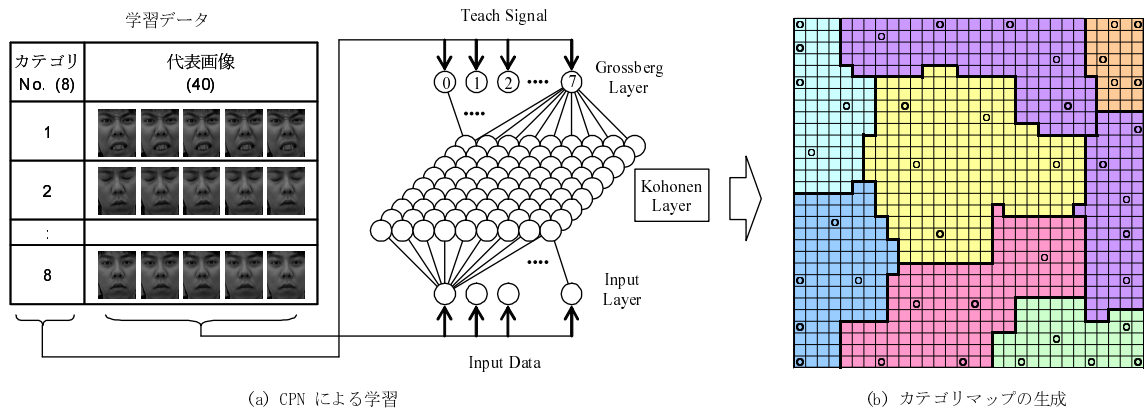 学習データ
カテゴリ
No. (8)
代表画像
(40)
1
2
:
8
Teach Signal
0 1 2 •••• 7
Grossberg
Layer
••••
Kohonen
Layer
••••
Input
Layer
Input Data
(a) CPN による学習
(b) カテゴリマップの生成